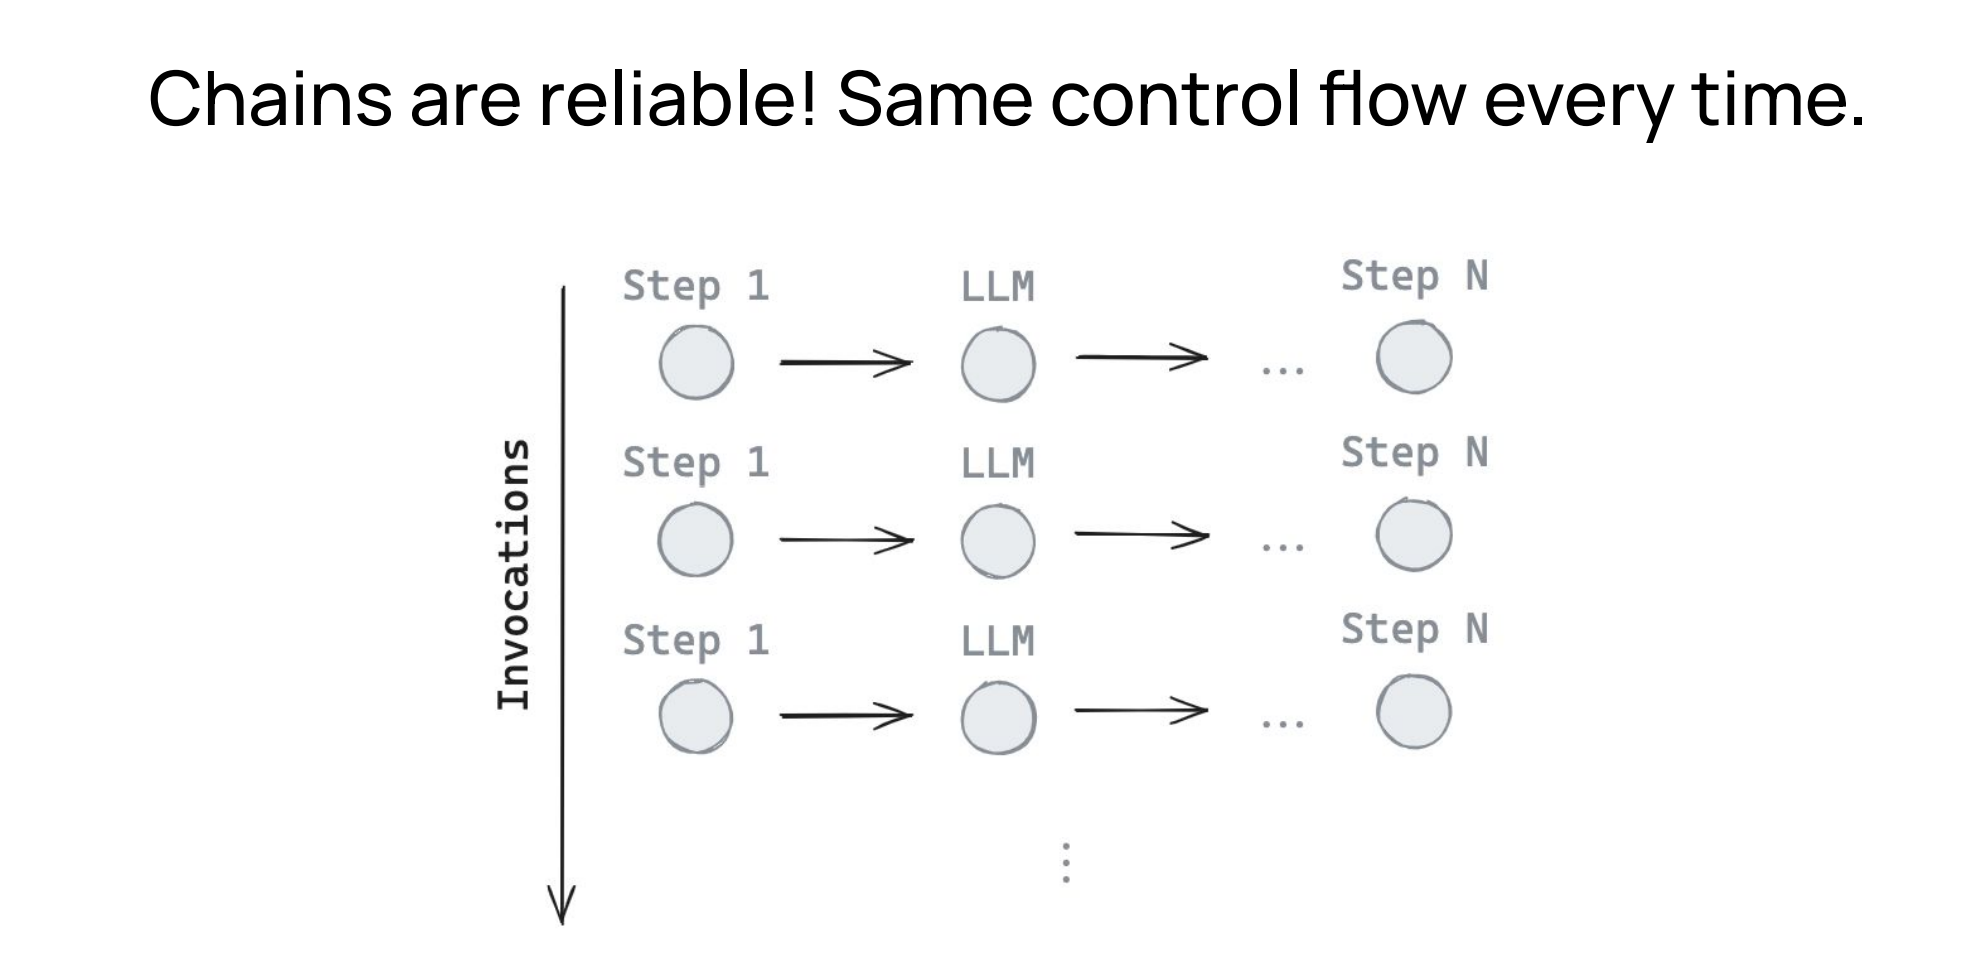 Chains are reliable! Same control flow every time.
Invocations
Step 1 LLM ... Step N
Step 1 LLM ... Step N
Step 1 LLM ... Step N